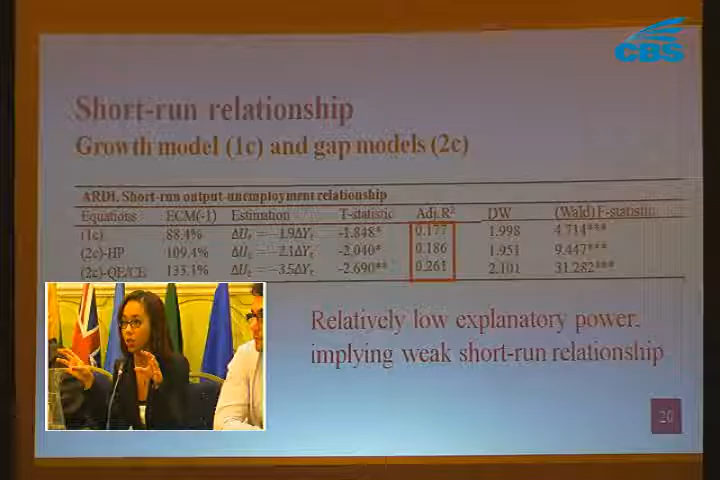 CBS
Short-run relationship
Growth model (1c) and gap models (2c)
ARDL Short-run output-unemployment relationship
Equations ECM(-1) Estimation T-statistic Adj. R² DW (Wald) F-statistic
(1c) 88.4% ΔUₜ = −1.9ΔYₜ -1.848* 0.177 1.998 4.714***
(2c)-HP 109.4% ΔUₜ = −2.1ΔYₜ -2.040* 0.186 1.951 9.447***
(2c)-QE/CE 133.1% ΔUₜ = −3.5ΔYₜ -2.690** 0.261 2.101 31.282***
Relatively low explanatory power,
implying weak short-run relationship
20